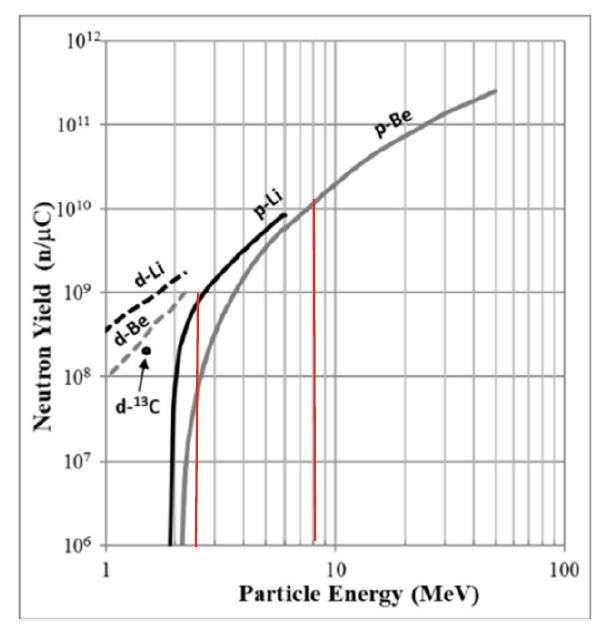 10¹²
10¹¹
10¹⁰
10⁹
10⁸
10⁷
10⁶
Neutron Yield (n/μC)
p-Be
p-Li
d-Li
d-Be
d-¹³C
1
10
100
Particle Energy (MeV)